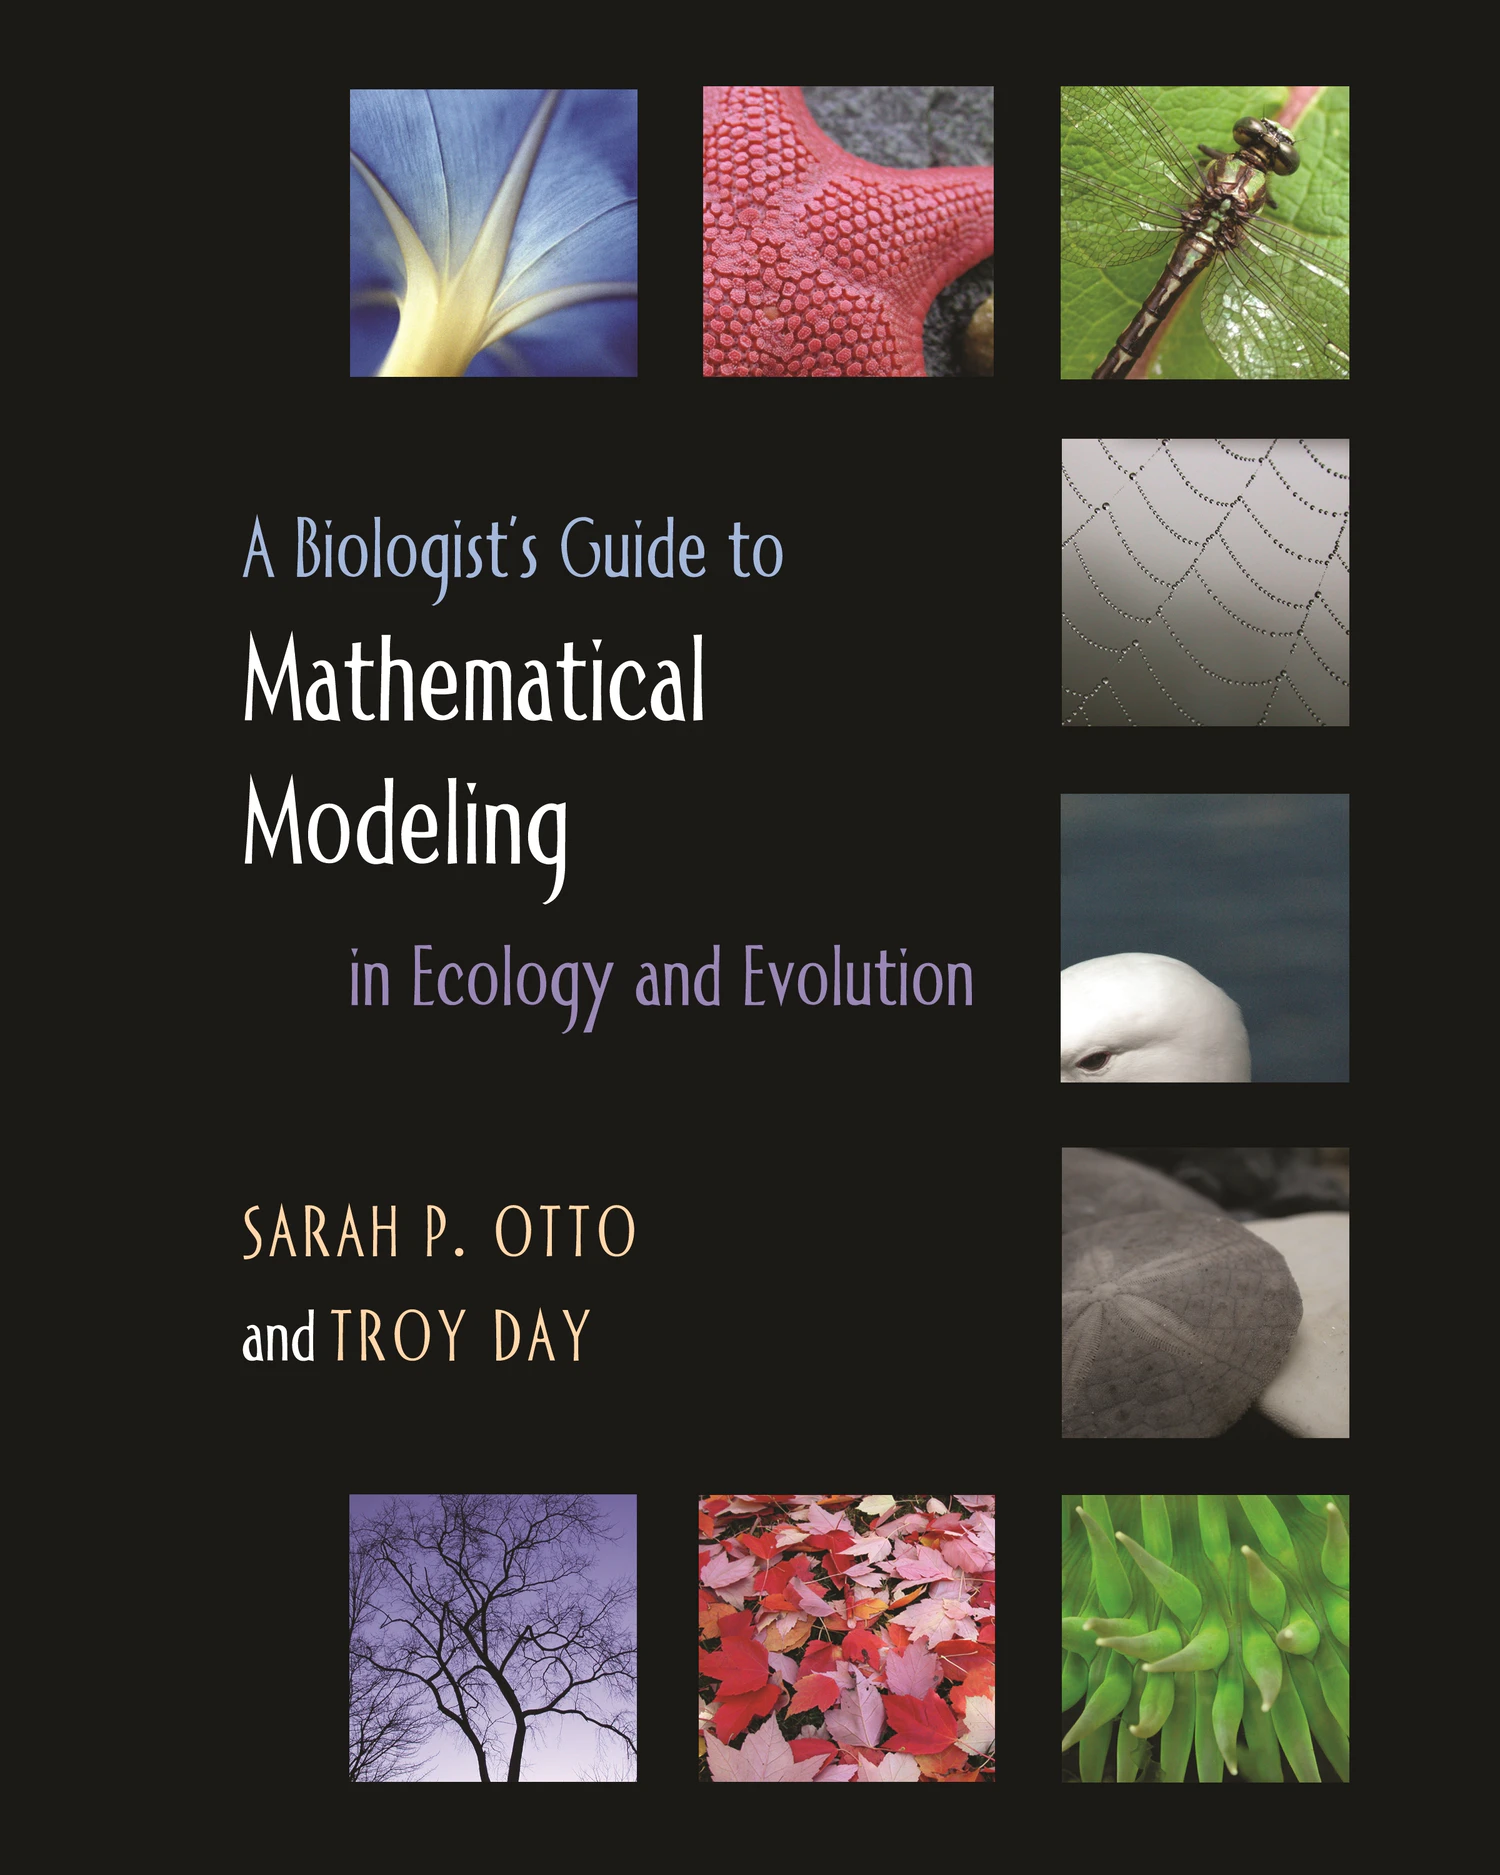 A Biologist's Guide to
Mathematical
Modeling
in Ecology and Evolution
SARAH P. OTTO
and TROY DAY